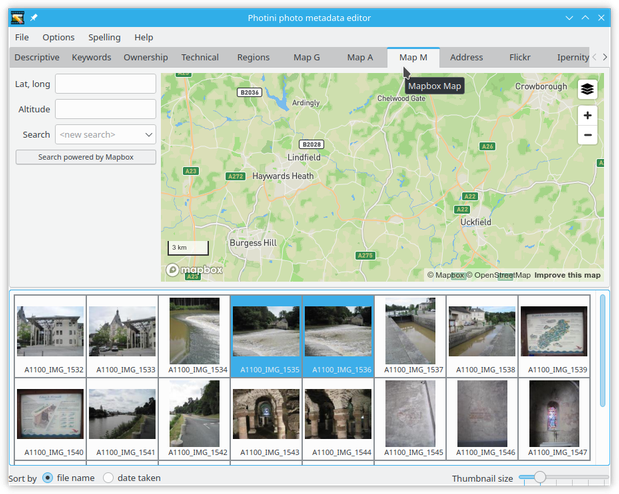 Photini photo metadata editor
File Options Spelling Help
Descriptive Keywords Ownership Technical Regions Map G Map A Map M Address Flickr Ipernity
Mapbox Map
Lat, long
Altitude
Search <new search>
Search powered by Mapbox
B2036
Ardingly
Chelwood Gate
Crowborough
B2028
Lindfield
A26
A23
A272
Haywards Heath
A22
A22
Uckfield
Burgess Hill
3 km
A275
mapbox
A23
© Mapbox © OpenStreetMap Improve this map
A1100_IMG_1532 A1100_IMG_1533 A1100_IMG_1534 A1100_IMG_1535 A1100_IMG_1536 A1100_IMG_1537 A1100_IMG_1538 A1100_IMG_1539
A1100_IMG_1540 A1100_IMG_1541 A1100_IMG_1542 A1100_IMG_1543 A1100_IMG_1544 A1100_IMG_1545 A1100_IMG_1546 A1100_IMG_1547
Sort by file name date taken Thumbnail size